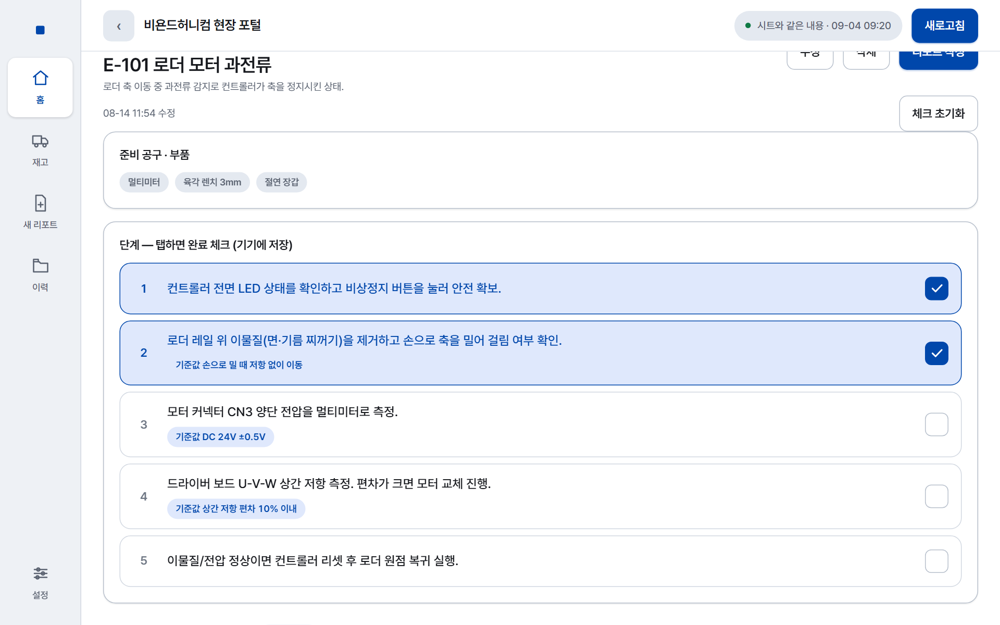 비욘드허니컴 현장 포털
시트와 같은 내용 · 09-04 09:20
새로고침
홈
재고
새 리포트
이력
설정
E-101 로더 모터 과전류
로더 축 이동 중 과전류 감지로 컨트롤러가 축을 정지시킨 상태.
08-14 11:54 수정
체크 초기화
준비 공구 · 부품
멀티미터
육각 렌치 3mm
절연 장갑
단계 — 탭하면 완료 체크 (기기에 저장)
1
컨트롤러 전면 LED 상태를 확인하고 비상정지 버튼을 눌러 안전 확보.
2
로더 레일 위 이물질(면·기름 찌꺼기)을 제거하고 손으로 축을 밀어 걸림 여부 확인.
기준값 손으로 밀 때 저항 없이 이동
3
모터 커넥터 CN3 양단 전압을 멀티미터로 측정.
기준값 DC 24V ±0.5V
4
드라이버 보드 U-V-W 상간 저항 측정. 편차가 크면 모터 교체 진행.
기준값 상간 저항 편차 10% 이내
5
이물질/전압 정상이면 컨트롤러 리셋 후 로더 원점 복귀 실행.